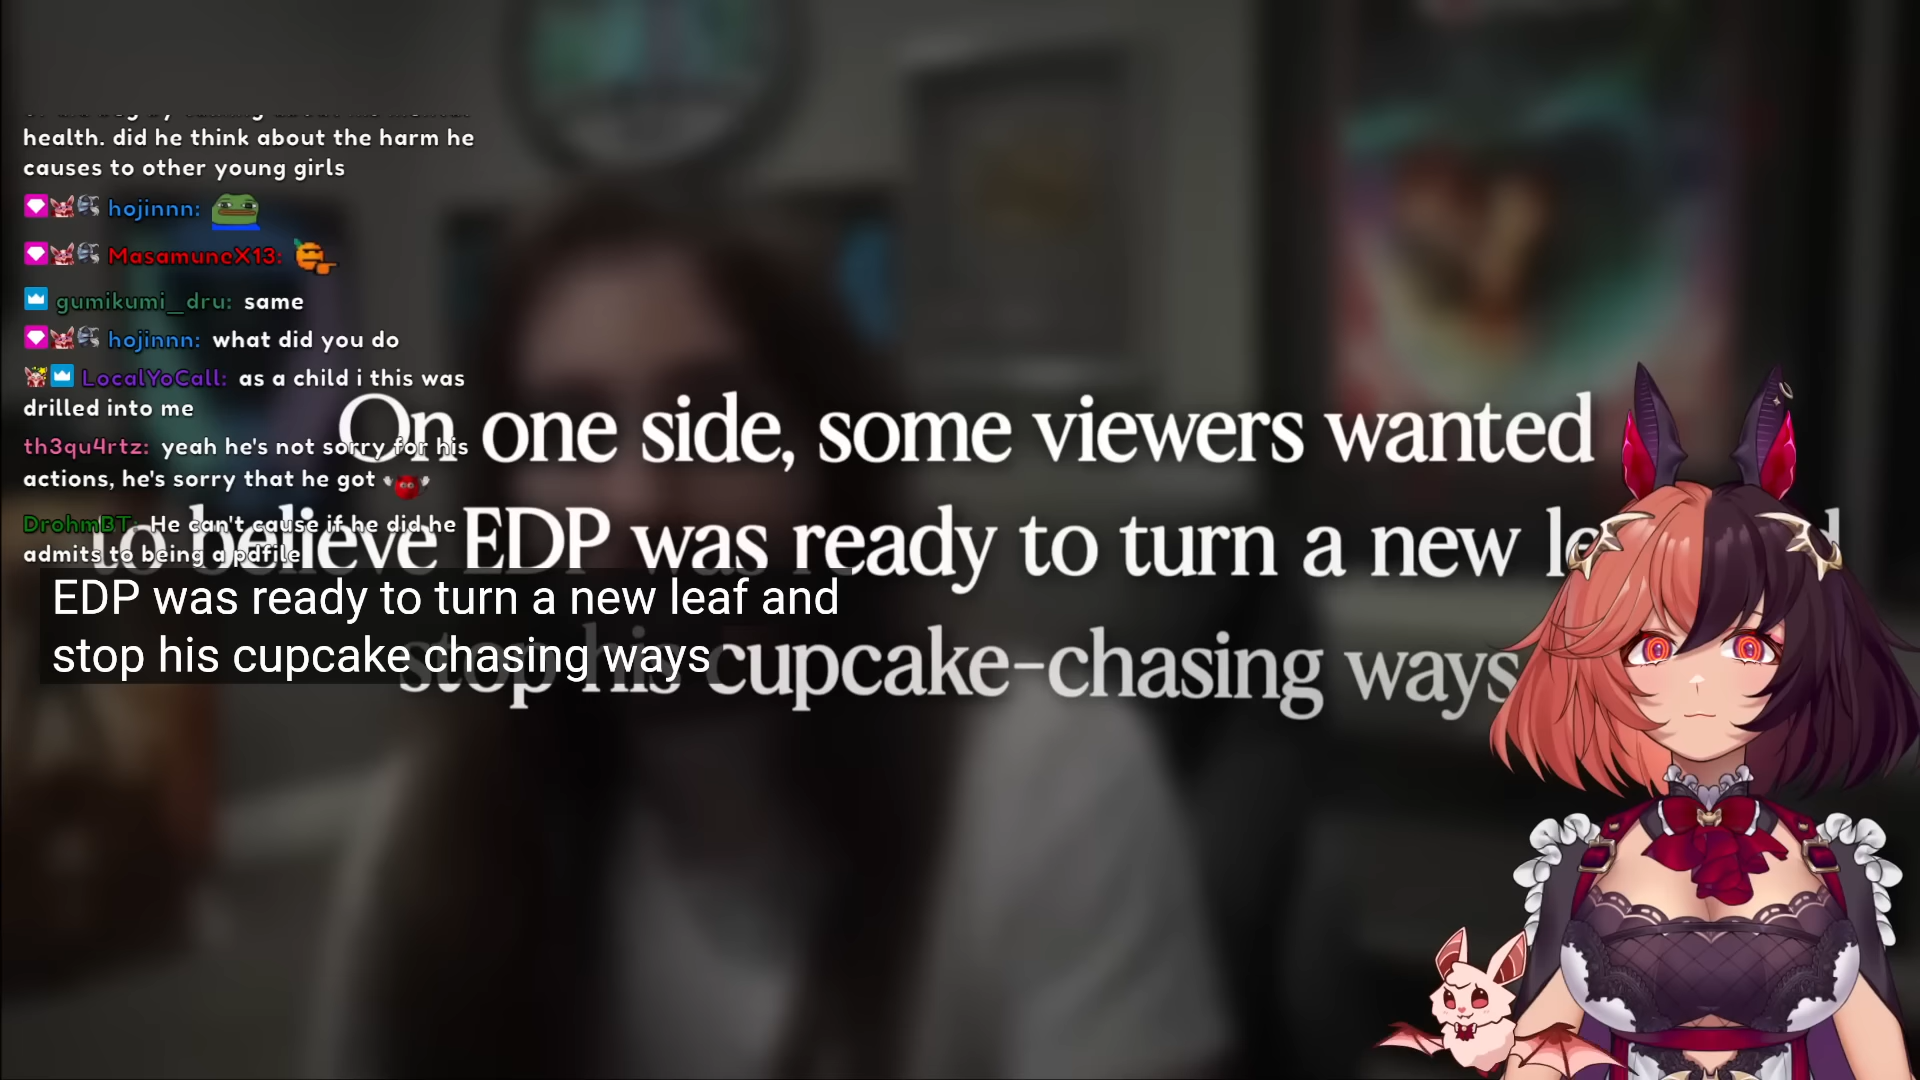 health. did he think about the harm he
causes to other young girls
hojinnn:
MasamuneX13:
gumikumi_dru: same
hojinnn: what did you do
LocalYoCall: as a child i this was
drilled into me
th3qu4rtz: yeah he's not sorry for his
actions, he's sorry that he got
DrohmBT: He can't cause if he did he
admits to being a pdfile
On one side, some viewers wanted
to believe EDP was ready to turn a new
stop his cupcake-chasing ways
EDP was ready to turn a new leaf and
stop his cupcake chasing ways